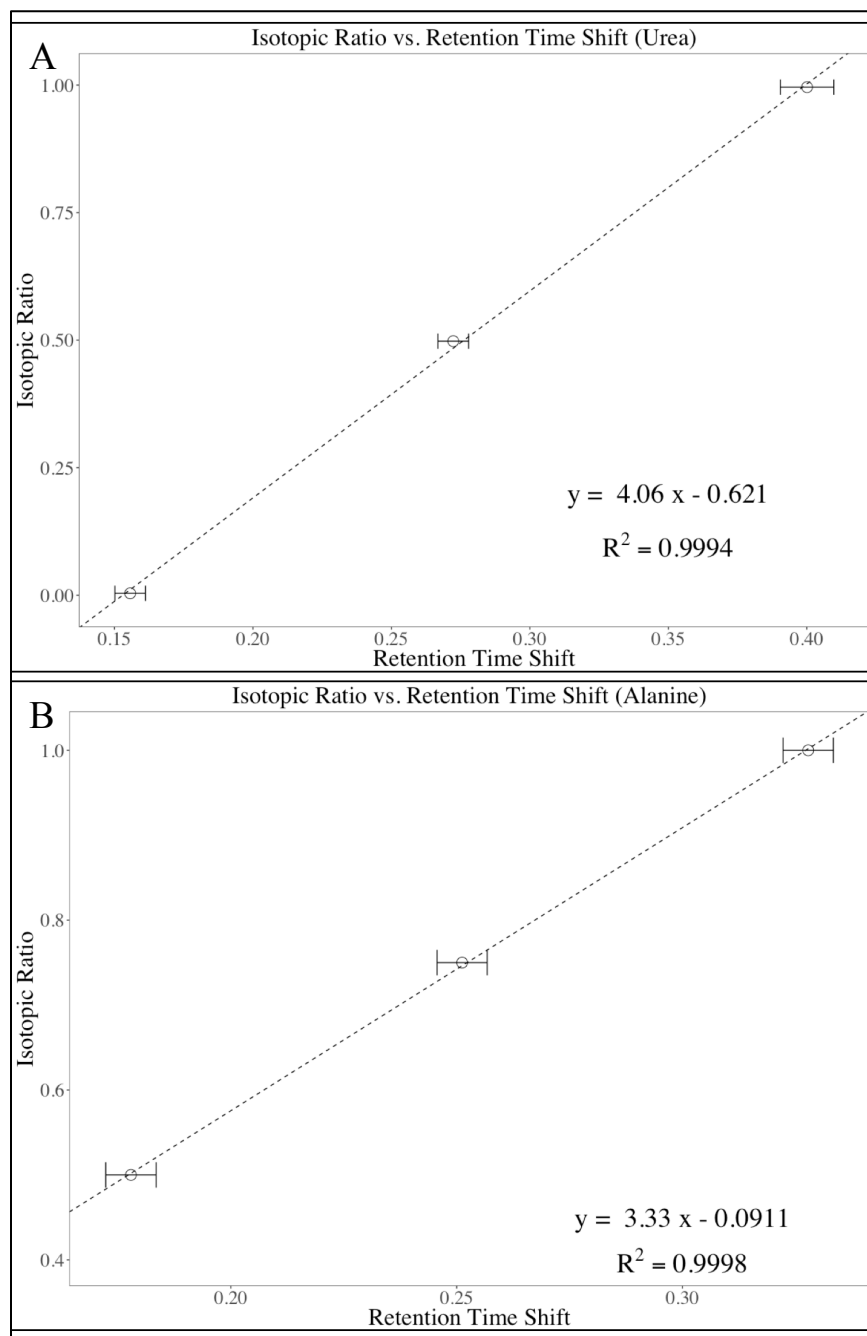 A
Isotopic Ratio vs. Retention Time Shift (Urea)
1.00
0.75
0.50
0.25
0.00
Isotopic Ratio
y = 4.06 x - 0.621
R² = 0.9994
0.15 0.20 0.25 0.30 0.35 0.40
Retention Time Shift
B
Isotopic Ratio vs. Retention Time Shift (Alanine)
1.0
0.8
0.6
0.4
Isotopic Ratio
y = 3.33 x - 0.0911
R² = 0.9998
0.20 0.25 0.30
Retention Time Shift